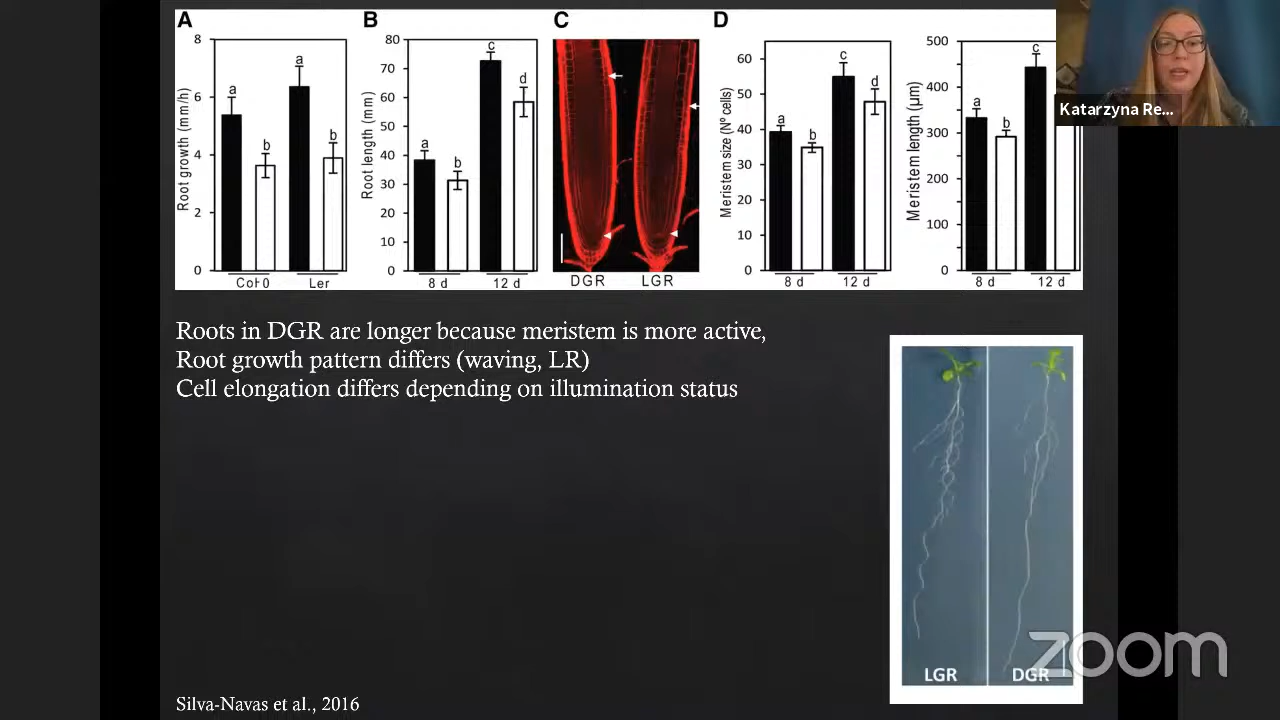 A
B
C
D
Root growth (mm/h)
8
6
4
2
0
a
b
a
b
Col-0
Ler
Root length (mm)
80
70
60
50
40
30
20
10
0
a
b
c
d
8 d
12 d
DGR
LGR
Meristem size (Nº cells)
60
50
40
30
20
10
0
a
b
c
d
8 d
12 d
Meristem length (µm)
500
400
300
200
100
0
a
b
c
8 d
12 d
Katarzyna Re...
Roots in DGR are longer because meristem is more active,
Root growth pattern differs (waving, LR)
Cell elongation differs depending on illumination status
LGR
DGR
zoom
Silva-Navas et al., 2016